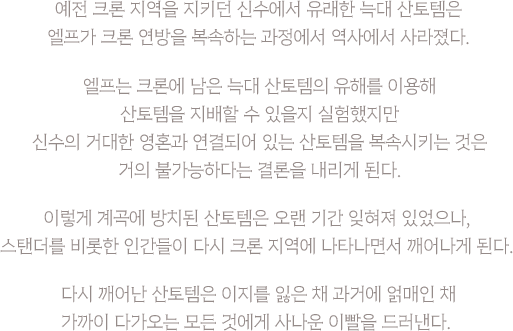 예전 크론 지역을 지키던 신수에서 유래한 늑대 산토템은
엘프가 크론 연방을 복속하는 과정에서 역사에서 사라졌다.
엘프는 크론에 남은 늑대 산토템의 유해를 이용해
산토템을 지배할 수 있을지 실험했지만
신수의 거대한 영혼과 연결되어 있는 산토템을 복속시키는 것은
거의 불가능하다는 결론을 내리게 된다.
이렇게 계곡에 방치된 산토템은 오랜 기간 잊혀져 있었으나,
스탠더를 비롯한 인간들이 다시 크론 지역에 나타나면서 깨어나게 된다.
다시 깨어난 산토템은 이지를 잃은 채 과거에 얽매인 채
가까이 다가오는 모든 것에게 사나운 이빨을 드러낸다.